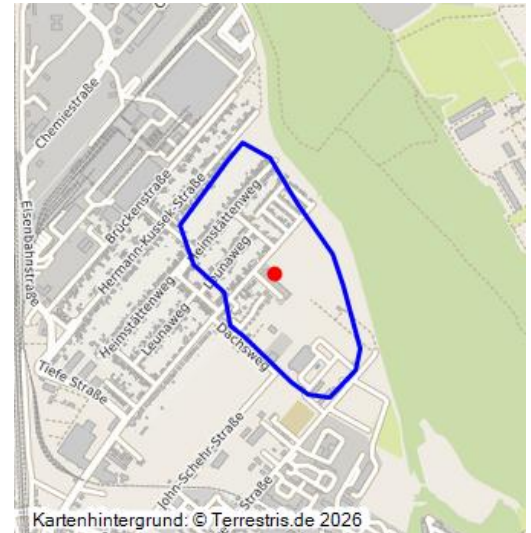 Chemiestraße
Eisenbahnstraße
Brückenstraße
Hermann-Kussek-Straße
Heimstättenweg
Leunaweg
Heimstättenweg
Leunaweg
Tiefe Straße
Dachsweg
John-Schehr-Straße
Straße
Kartenhintergrund: © Terrestris.de 2026